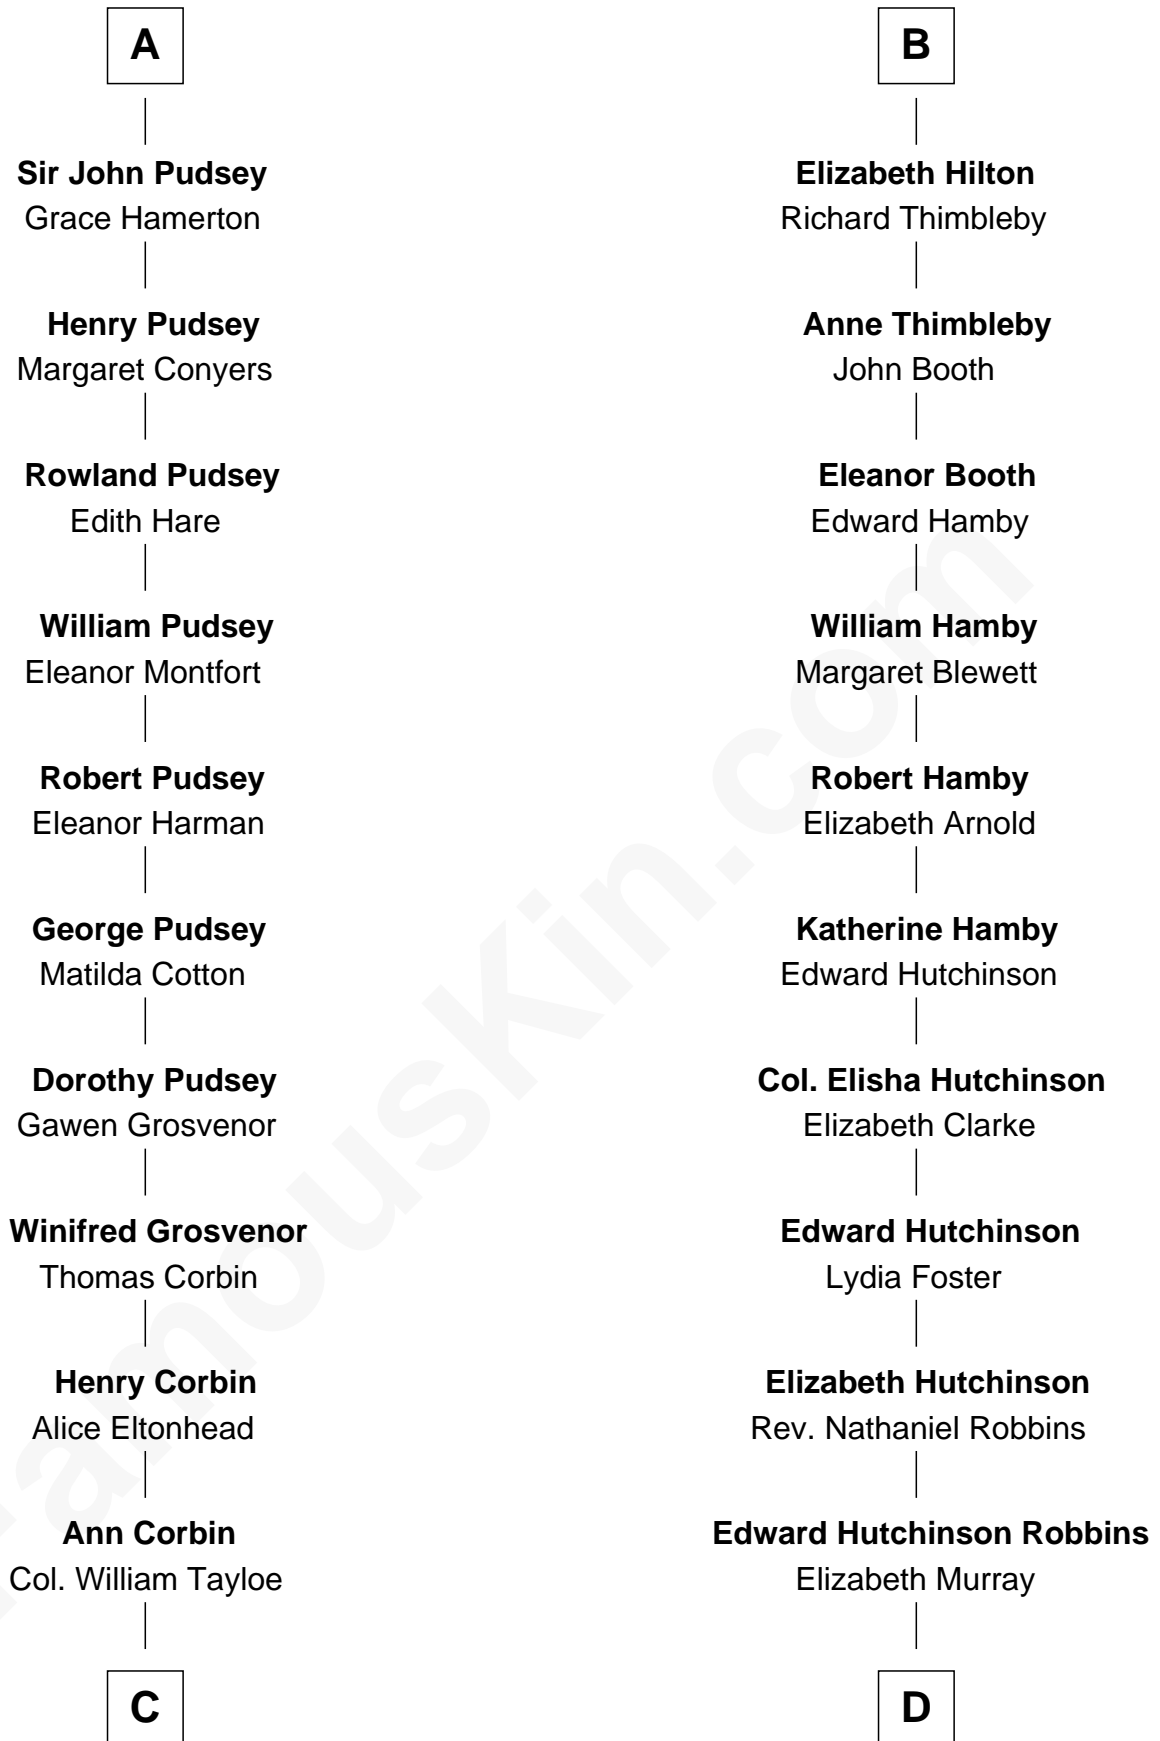 A
Sir John Pudsey
Grace Hamerton
Henry Pudsey
Margaret Conyers
Rowland Pudsey
Edith Hare
William Pudsey
Eleanor Montfort
Robert Pudsey
Eleanor Harman
George Pudsey
Matilda Cotton
Dorothy Pudsey
Gawen Grosvenor
Winifred Grosvenor
Thomas Corbin
Henry Corbin
Alice Eltonhead
Ann Corbin
Col. William Tayloe
C
B
Elizabeth Hilton
Richard Thimbleby
Anne Thimbleby
John Booth
Eleanor Booth
Edward Hamby
William Hamby
Margaret Blewett
Robert Hamby
Elizabeth Arnold
Katherine Hamby
Edward Hutchinson
Col. Elisha Hutchinson
Elizabeth Clarke
Edward Hutchinson
Lydia Foster
Elizabeth Hutchinson
Rev. Nathaniel Robbins
Edward Hutchinson Robbins
Elizabeth Murray
D
FamousKin.com